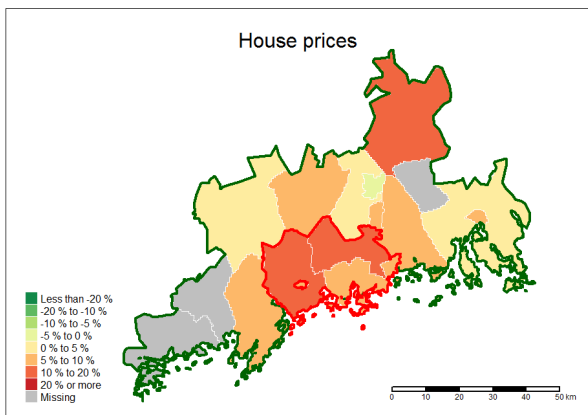 House prices
Less than -20 %
-20 % to -10 %
-10 % to -5 %
-5 % to 0 %
0 % to 5 %
5 % to 10 %
10 % to 20 %
20 % or more
Missing
0 10 20 30 40 50 km